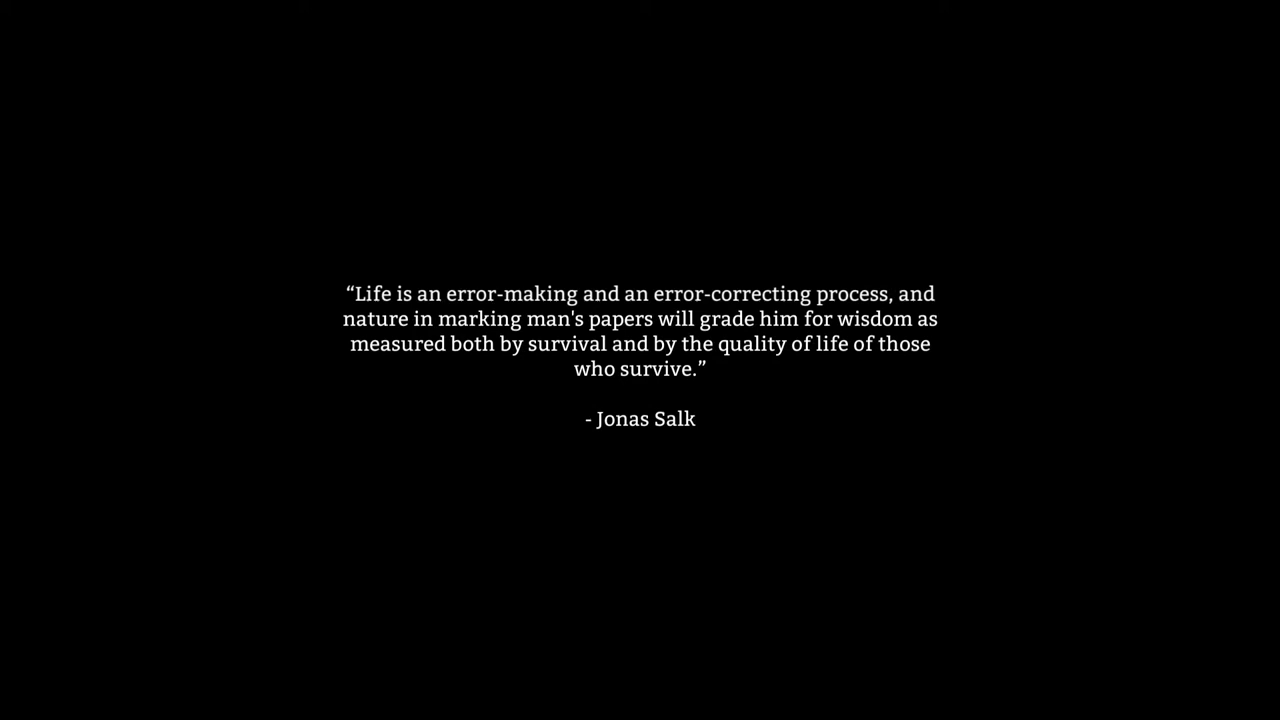 “Life is an error-making and an error-correcting process, and
nature in marking man's papers will grade him for wisdom as
measured both by survival and by the quality of life of those
who survive.”
- Jonas Salk